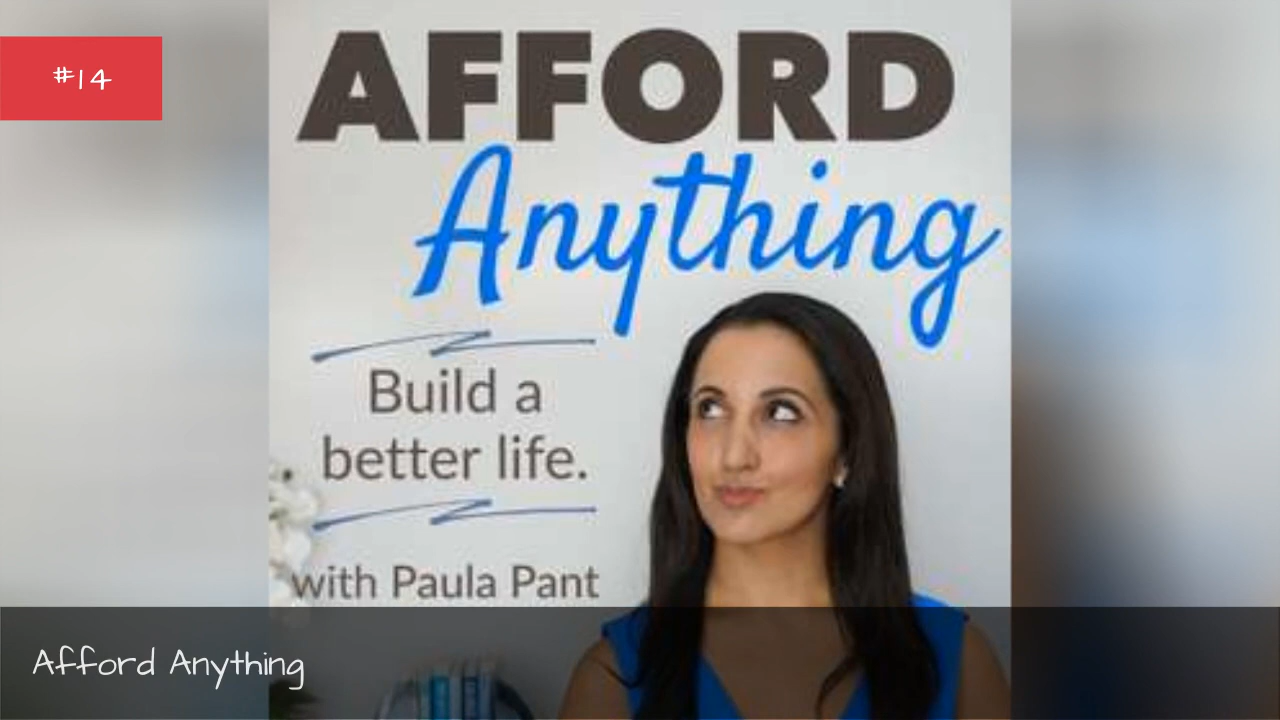 #14
AFFORD
Anything
Build a
better life.
with Paula Pant
Afford Anything